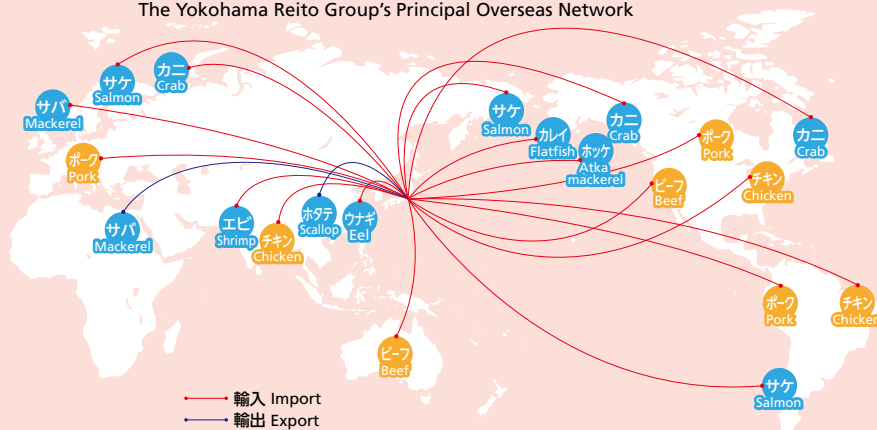 The Yokohama Reito Group's Principal Overseas Network
サケ
Salmon
カニ
Crab
サバ
Mackerel
ポーク
Pork
サバ
Mackerel
エビ
Shrimp
チキン
Chicken
ホタテ
Scallop
ウナギ
Eel
ビーフ
Beef
サケ
Salmon
カレイ
Flatfish
ホッケ
Atka
mackerel
カニ
Crab
ポーク
Pork
カニ
Crab
ビーフ
Beef
チキン
Chicken
ポーク
Pork
チキン
Chicken
サケ
Salmon
輸入 Import
輸出 Export